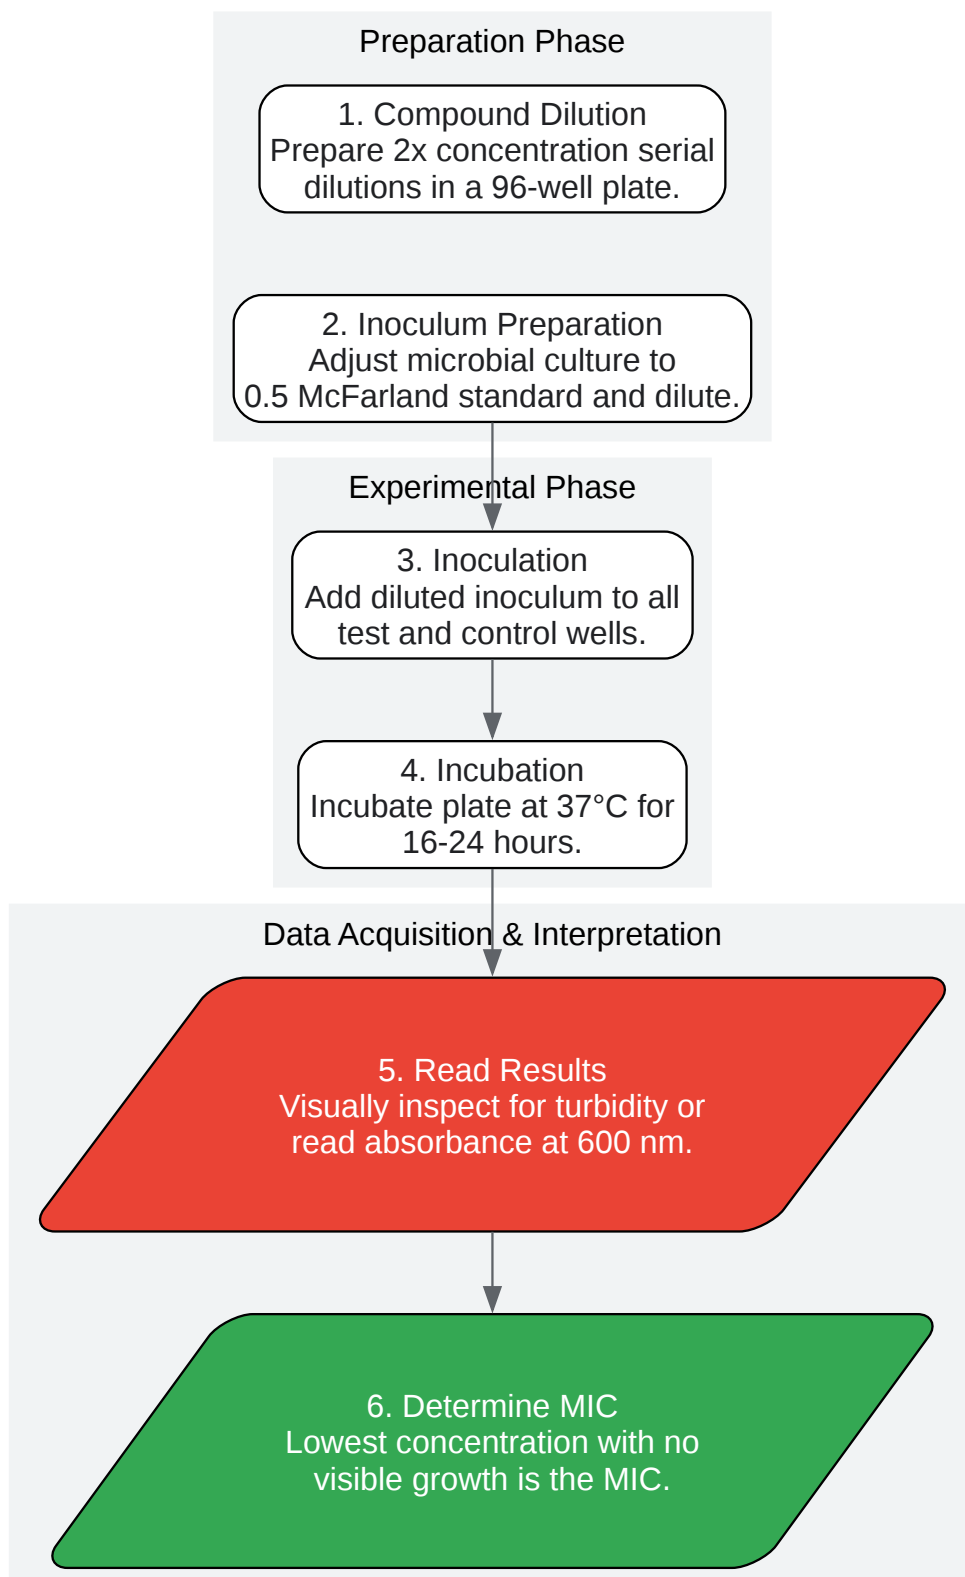 Preparation Phase
1. Compound Dilution
Prepare 2x concentration serial
dilutions in a 96-well plate.
2. Inoculum Preparation
Adjust microbial culture to
0.5 McFarland standard and dilute.
Experimental Phase
3. Inoculation
Add diluted inoculum to all
test and control wells.
4. Incubation
Incubate plate at 37°C for
16-24 hours.
Data Acquisition & Interpretation
5. Read Results
Visually inspect for turbidity or
read absorbance at 600 nm.
6. Determine MIC
Lowest concentration with no
visible growth is the MIC.